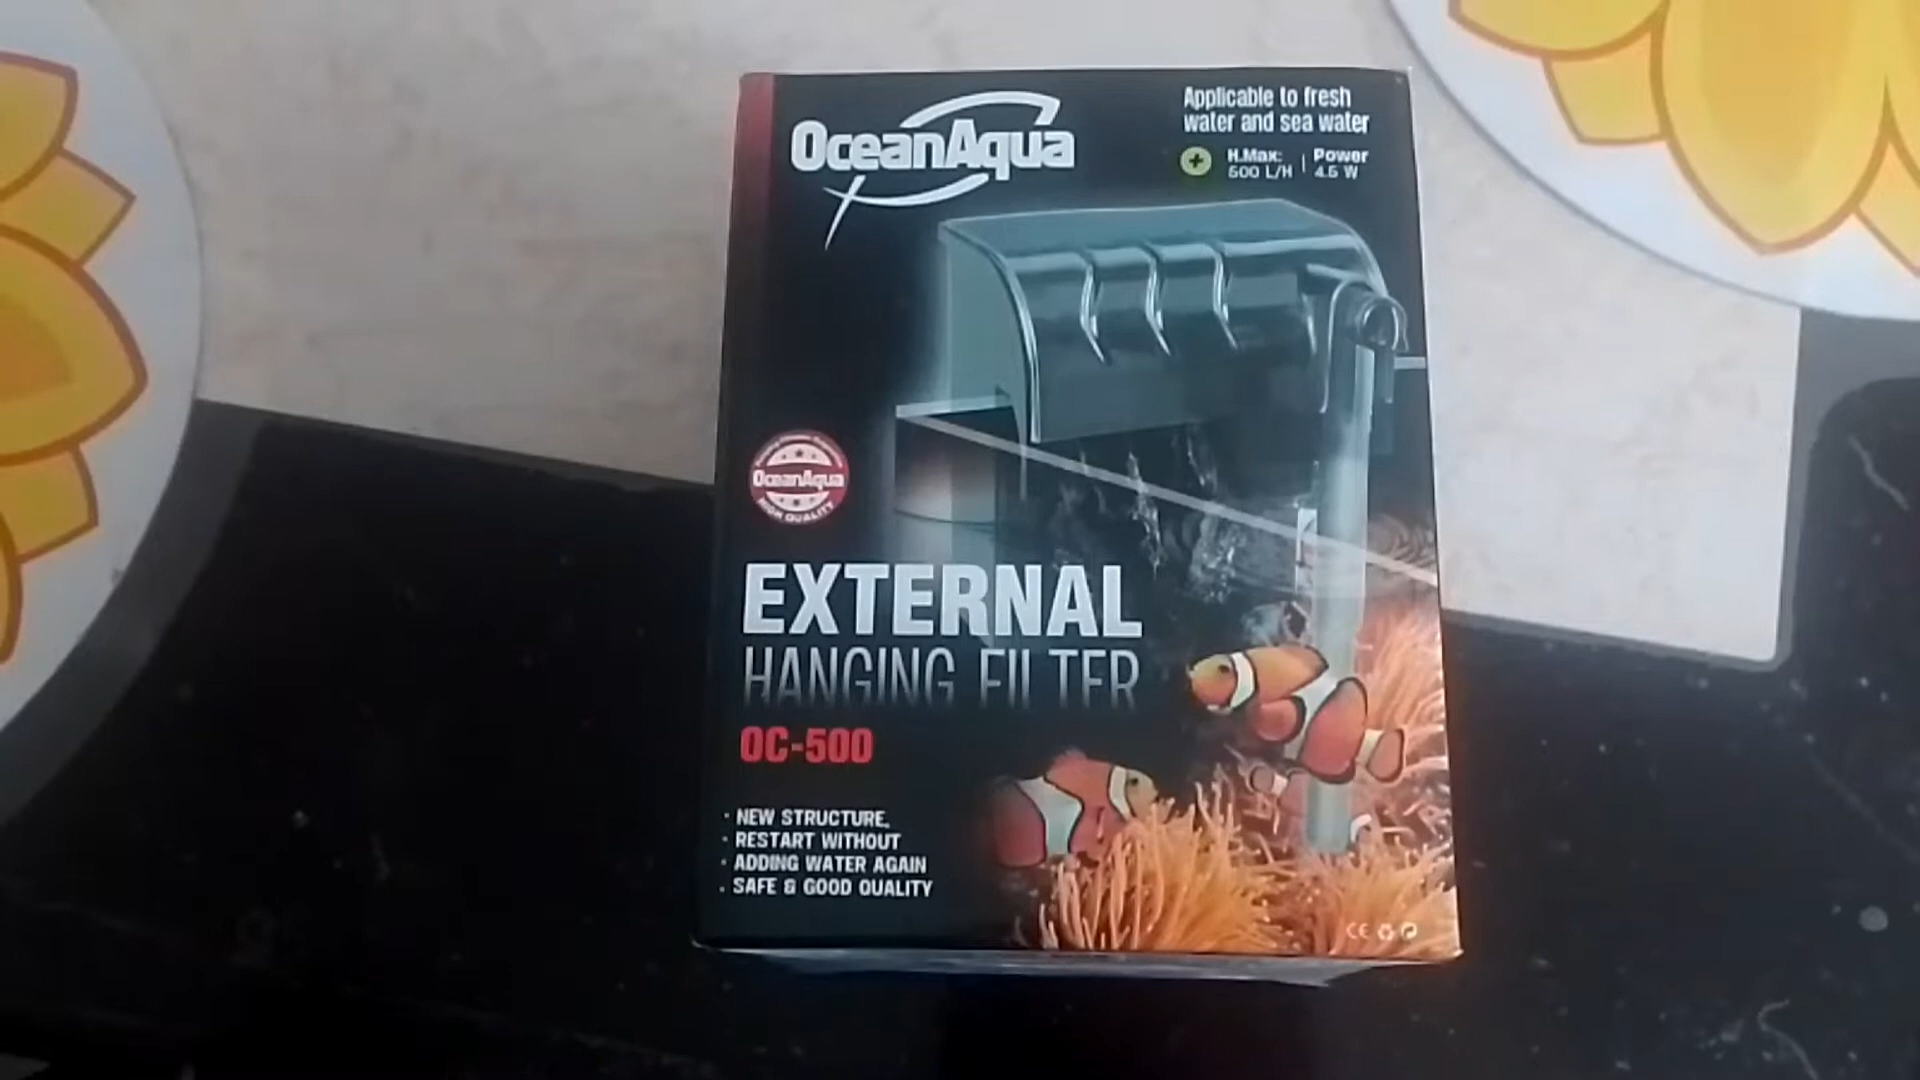 OceanAqua
Applicable to fresh
water and sea water
H.Max:
500 L/H
Power
4.5 W
OceanAqua
HIGH QUALITY
EXTERNAL
HANGING FILTER
OC-500
· NEW STRUCTURE,
· RESTART WITHOUT
· ADDING WATER AGAIN
· SAFE & GOOD QUALITY
CE